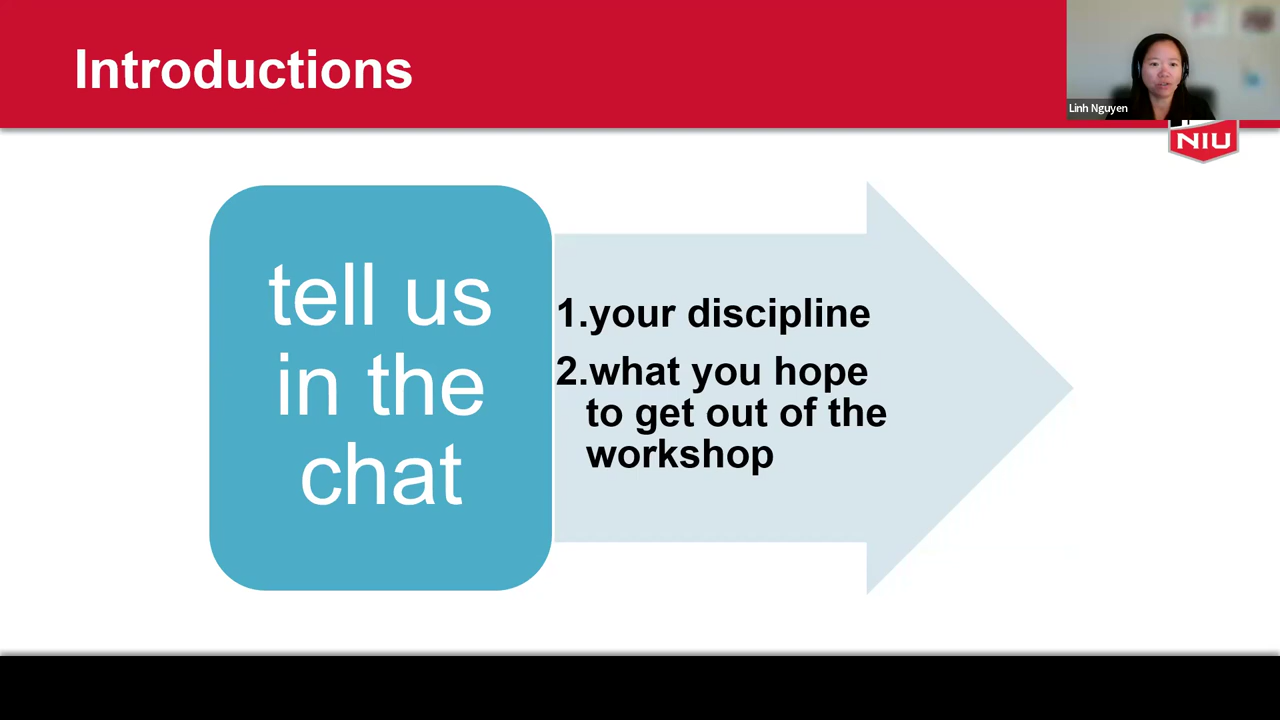 Introductions
Linh Nguyen
NIU
tell us
in the
chat
1.your discipline
2.what you hope
to get out of the
workshop